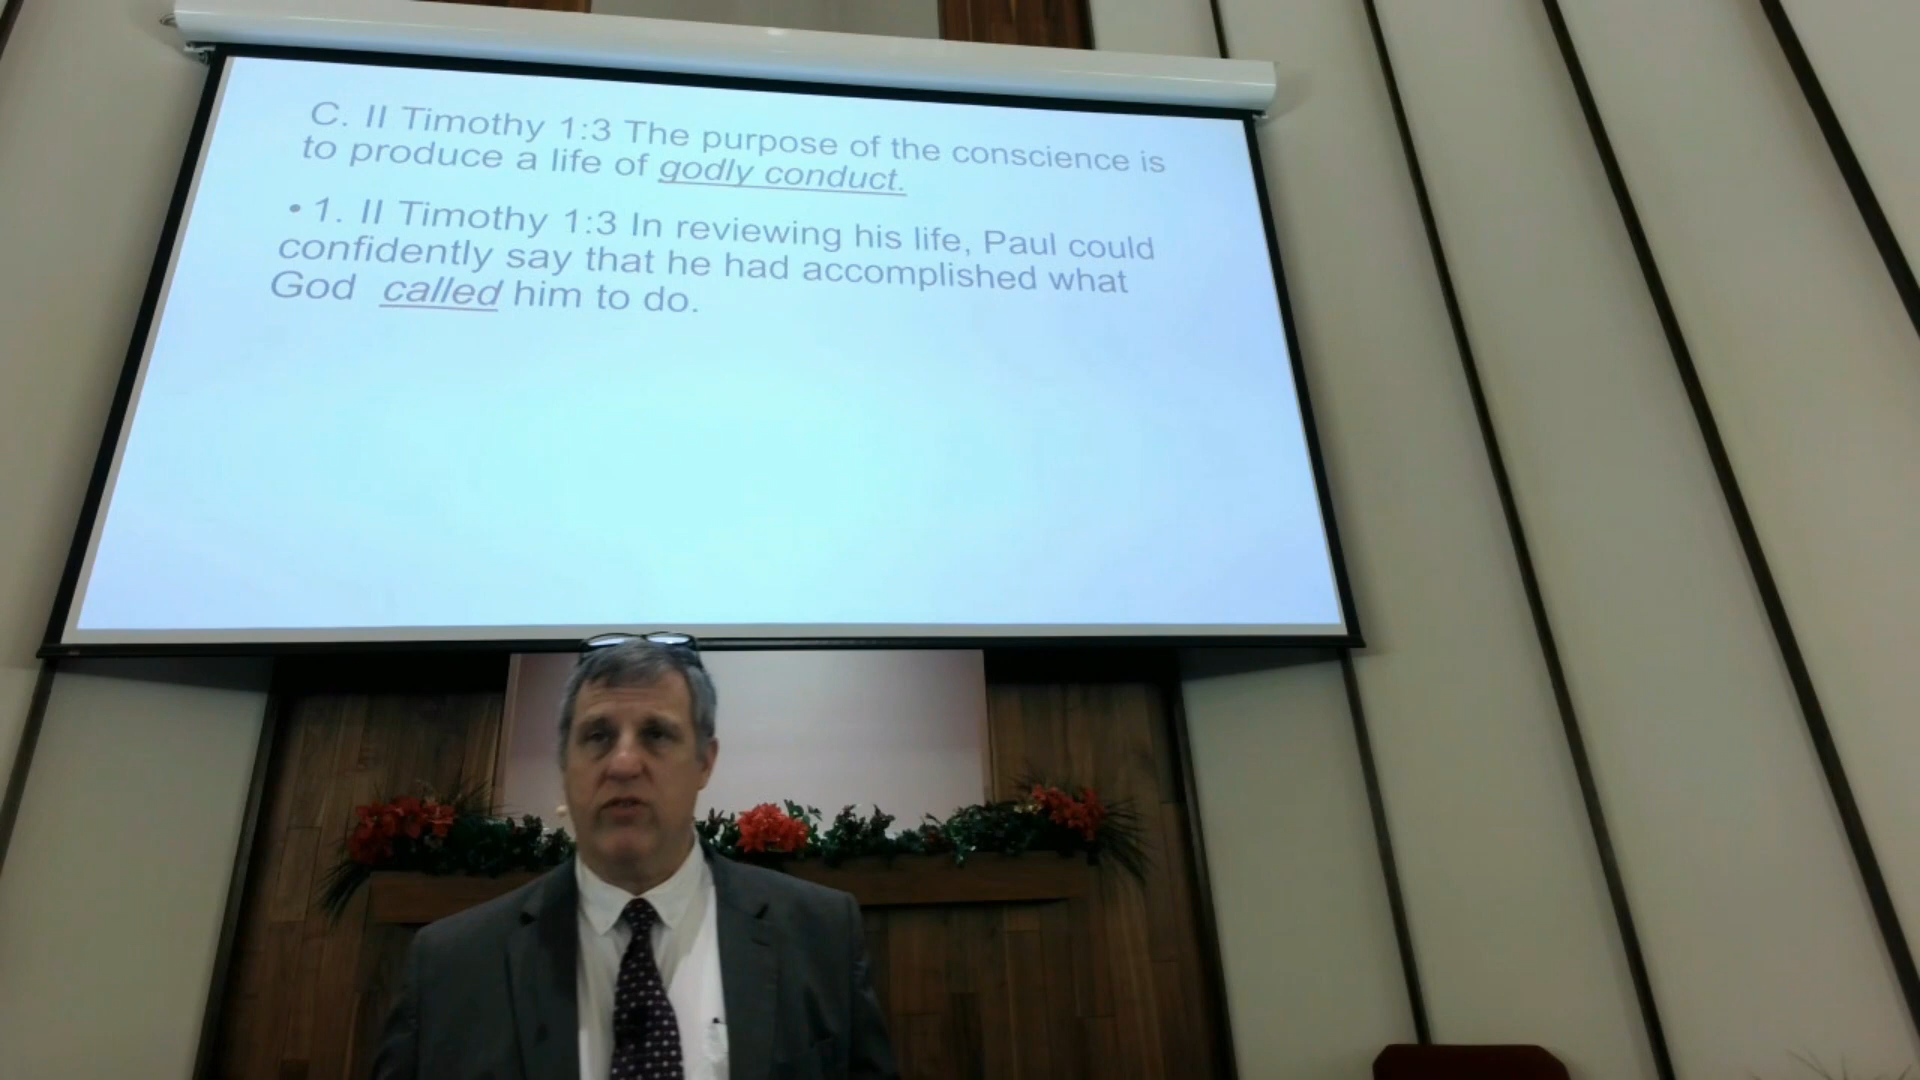 C. II Timothy 1:3 The purpose of the conscience is
to produce a life of godly conduct.
• 1. II Timothy 1:3 In reviewing his life, Paul could
confidently say that he had accomplished what
God called him to do.